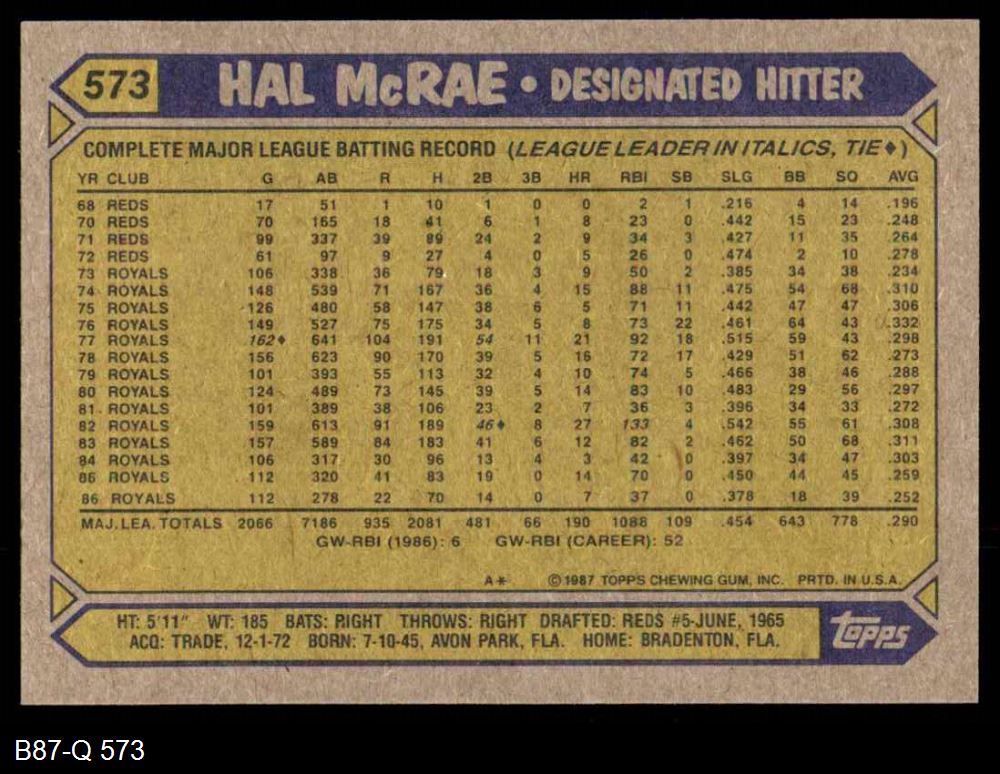 573 HAL McRAE • DESIGNATED HITTER
COMPLETE MAJOR LEAGUE BATTING RECORD (LEAGUE LEADER IN ITALICS, TIE♦)
YR CLUB G AB R H 2B 3B HR RBI SB SLG BB SO AVG
68 REDS 17 51 1 10 1 0 0 2 1 .216 4 14 .196
70 REDS 70 165 18 41 6 1 8 23 0 .442 15 23 .248
71 REDS 99 337 39 89 24 2 9 34 3 .427 11 35 .264
72 REDS 61 97 9 27 4 0 5 26 0 .474 2 10 .278
73 ROYALS 106 338 36 79 18 3 9 50 2 .385 34 38 .234
74 ROYALS 148 539 71 167 36 4 15 88 11 .475 54 68 .310
75 ROYALS 126 480 58 147 38 6 5 71 11 .442 47 47 .306
76 ROYALS 149 527 75 175 34 5 8 73 22 .461 64 43 .332
77 ROYALS 162♦ 641 104 191 54 11 21 92 18 .515 59 43 .298
78 ROYALS 156 623 90 170 39 5 16 72 17 .429 51 62 .273
79 ROYALS 101 393 55 113 32 4 10 74 5 .466 38 46 .288
80 ROYALS 124 489 73 145 39 5 14 83 10 .483 29 56 .297
81 ROYALS 101 389 38 106 23 2 7 36 3 .396 34 33 .272
82 ROYALS 159 613 91 189 46♦ 8 27 133 4 .542 55 61 .308
83 ROYALS 157 589 84 183 41 6 12 82 2 .462 50 68 .311
84 ROYALS 106 317 30 96 13 4 3 42 0 .397 34 47 .303
85 ROYALS 112 320 41 83 19 0 14 70 0 .450 44 45 .259
86 ROYALS 112 278 22 70 14 0 7 37 0 .378 18 39 .252
MAJ. LEA. TOTALS 2066 7186 935 2081 481 66 190 1088 109 .454 643 778 .290
GW-RBI (1986): 6 GW-RBI (CAREER): 52
A* © 1987 TOPPS CHEWING GUM, INC. PRTD. IN U.S.A.
HT: 5'11" WT: 185 BATS: RIGHT THROWS: RIGHT DRAFTED: REDS #5-JUNE, 1965
ACQ: TRADE, 12-1-72 BORN: 7-10-45, AVON PARK, FLA. HOME: BRADENTON, FLA.
topps
B87-Q 573